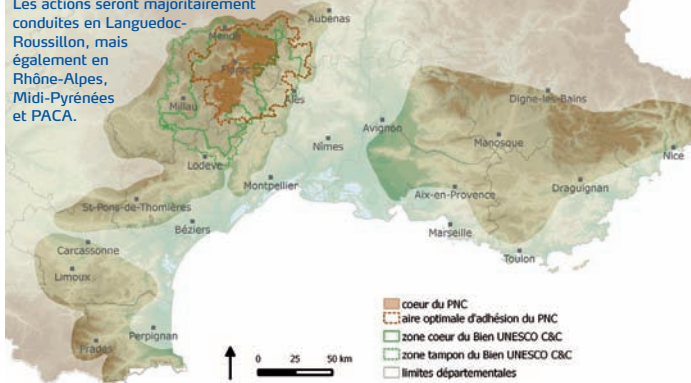 Les actions seront majoritairement
conduites en Languedoc-
Roussillon, mais
également en
Rhône-Alpes,
Midi-Pyrénées
et PACA.
Aubenas
Mende
Florac
Millau
Alès
Digne-les-Bains
Avignon
Manosque
Nîmes
Nice
Lodève
Montpellier
Aix-en-Provence
Draguignan
St-Pons-de-Thomières
Béziers
Marseille
Carcassonne
Toulon
Limoux
Perpignan
Prades
coeur du PNC
aire optimale d'adhésion du PNC
zone coeur du Bien UNESCO C&C
zone tampon du Bien UNESCO C&C
limites départementales
0 25 50 km